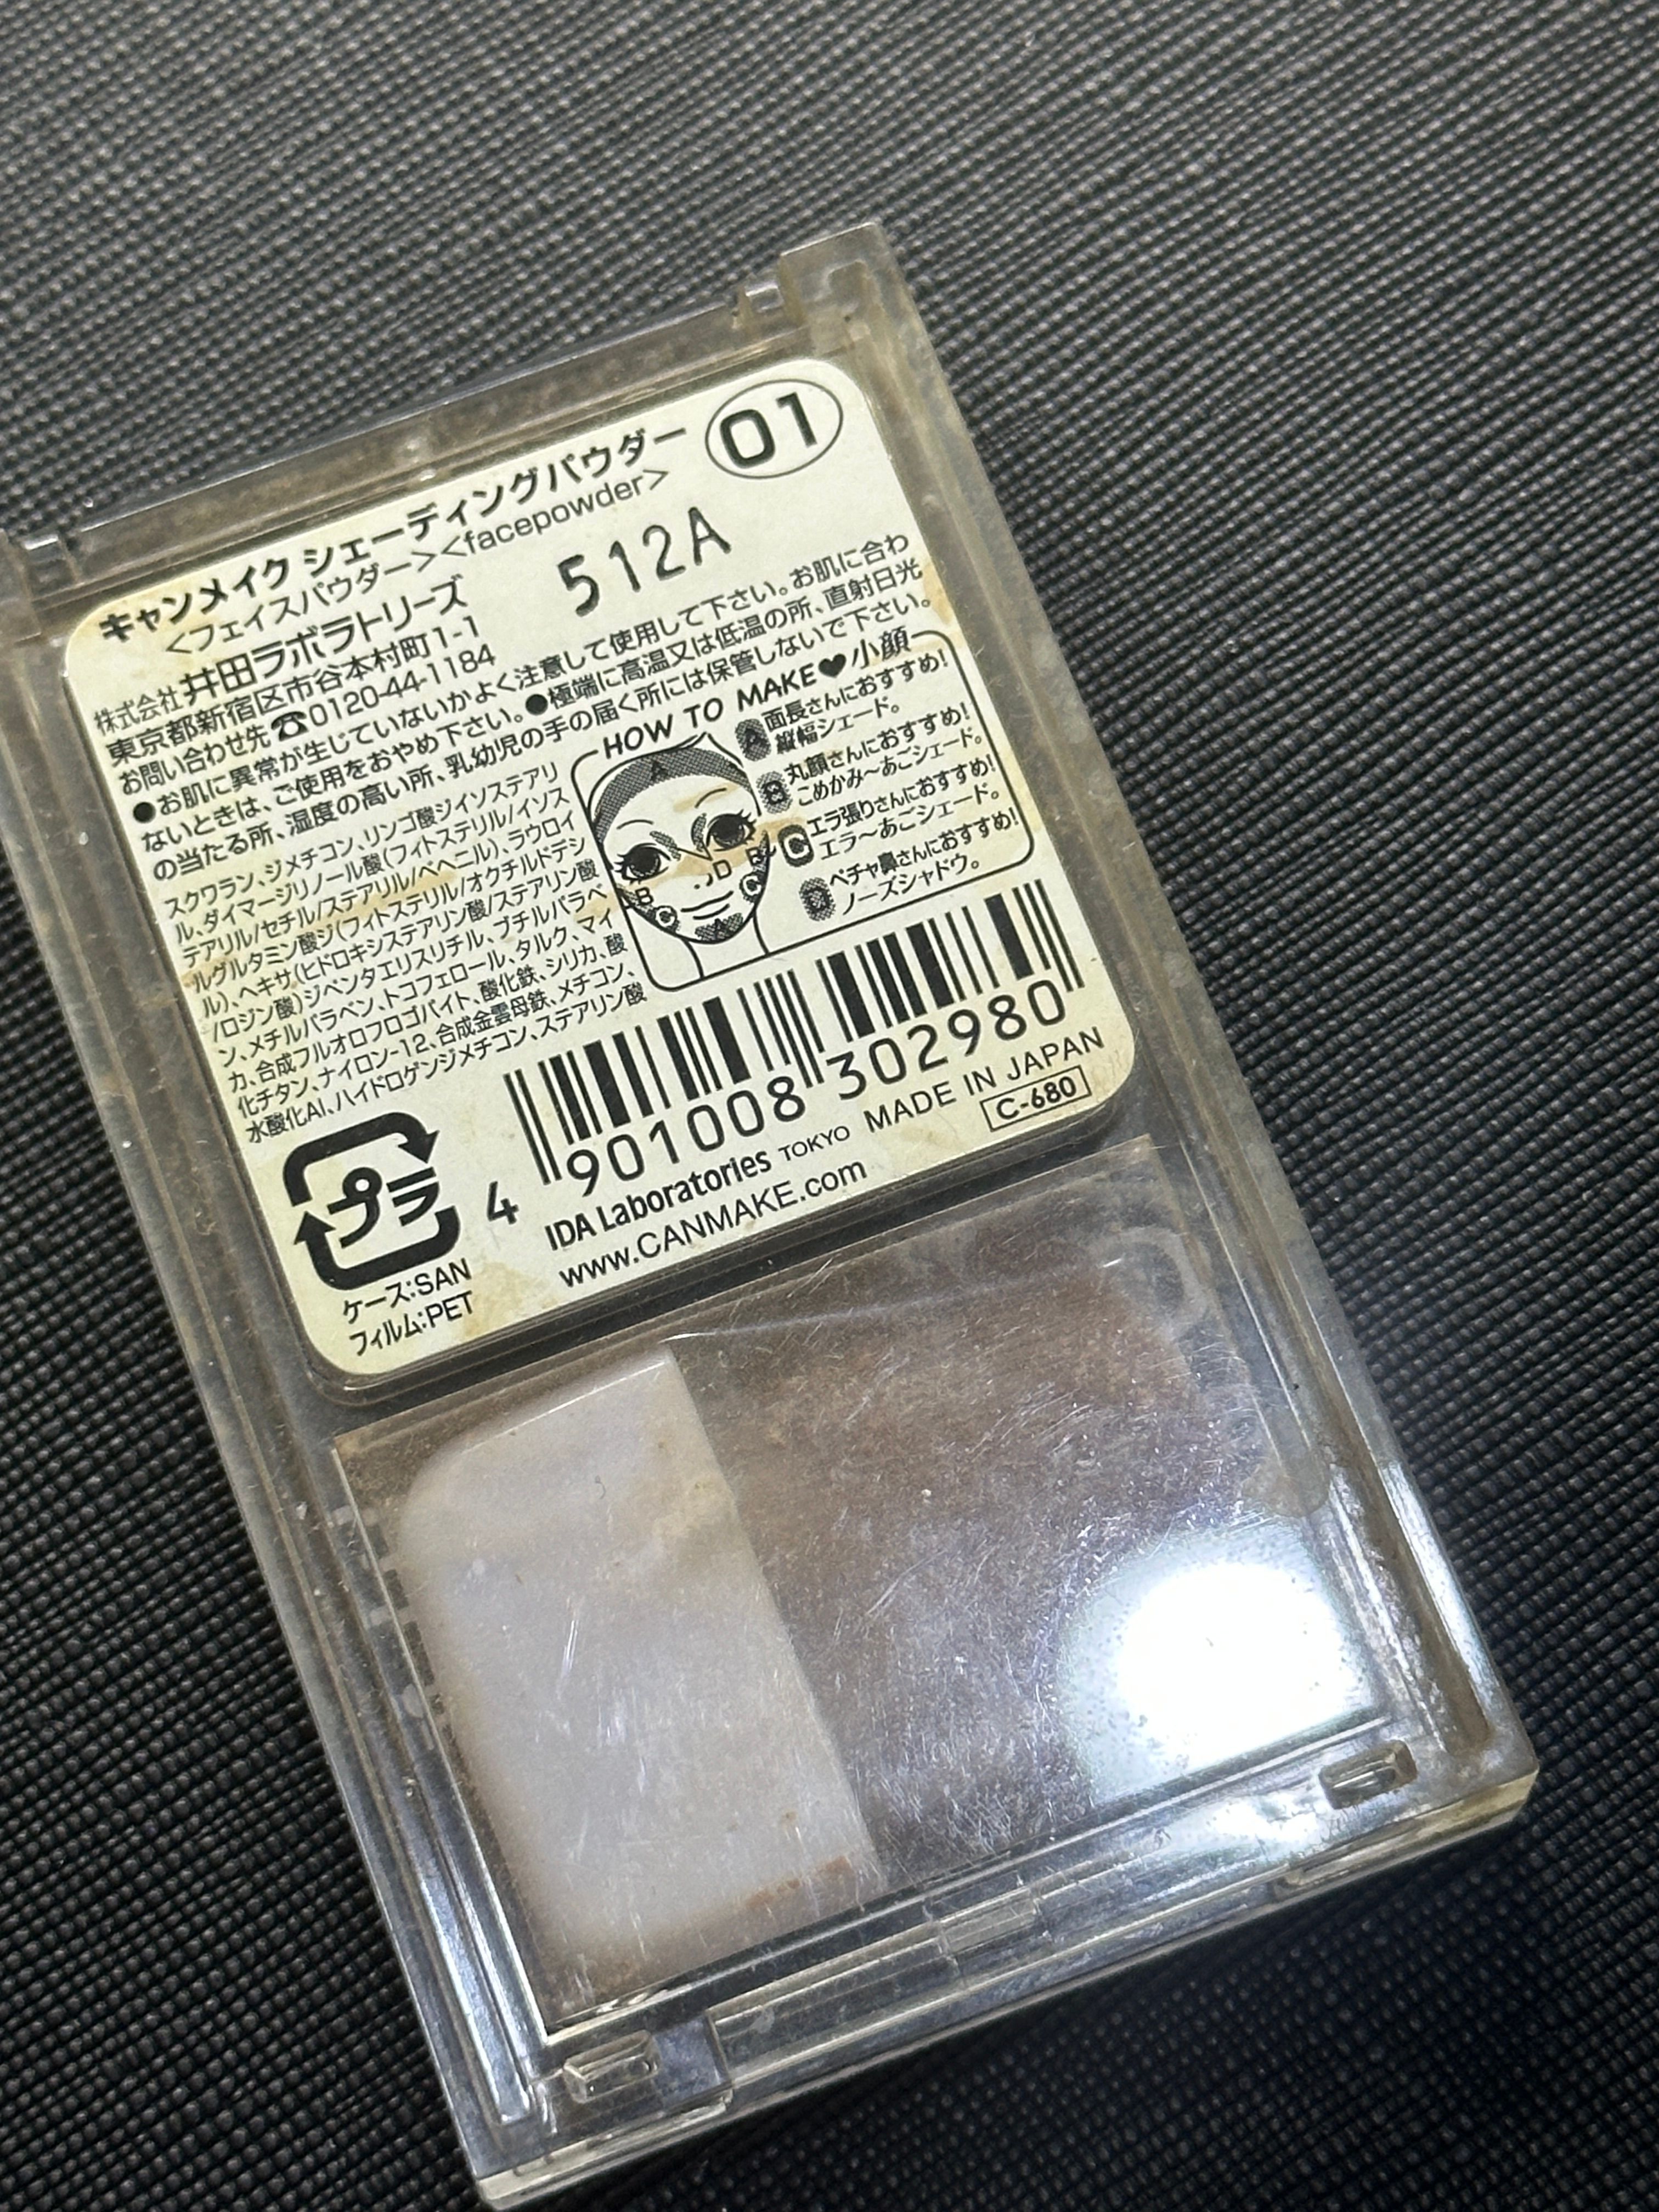 キャンメイク シェーディングパウダー
01
<フェイスパウダー><facepowder>
株式会社 井田ラボラトリーズ
512A
東京都新宿区市谷本村町1-1
お問い合わせ先☎0120-44-1184
●お肌に異常が生じていないかよく注意して使用して下さい。お肌に合わ
ないときは、ご使用をおやめ下さい。●極端に高温又は低温の所、直射日光
の当たる所、湿度の高い所、乳幼児の手の届く所には保管しないで下さい。
スクワラン、ジメチコン、リンゴ酸ジイソステアリ
ル、ダイマージリノール酸(フィトステリル/イソス
テアリル/セチル/ステアリル/ベヘニル)、ラウロイ
ルグルタミン酸ジ(フィトステリル/オクチルドデシ
ル)、ヘキサ(ヒドロキシステアリン酸/ステアリン酸
/ロジン酸)ジペンタエリスリチル、ブチルパラベ
ン、メチルパラベン、トコフェロール、タルク、マイ
カ、合成フルオロフロゴパイト、酸化鉄、シリカ、酸
化チタン、ナイロン-12、合成金雲母鉄、メチコン、
水酸化Al、ハイドロゲンジメチコン、ステアリン酸
HOW TO MAKE♥小顔
A 面長さんにおすすめ!
縦幅シェード。
B 丸顔さんにおすすめ!
こめかみ〜あごシェード。
C エラ張りさんにおすすめ!
エラ〜あごシェード。
D ペチャ鼻さんにおすすめ!
ノーズシャドウ。
A
B
D
B
C
C
A
4 901008 302980
プラ
ケース:SAN
フィルム:PET
IDA Laboratories TOKYO MADE IN JAPAN
www.CANMAKE.com
C-680